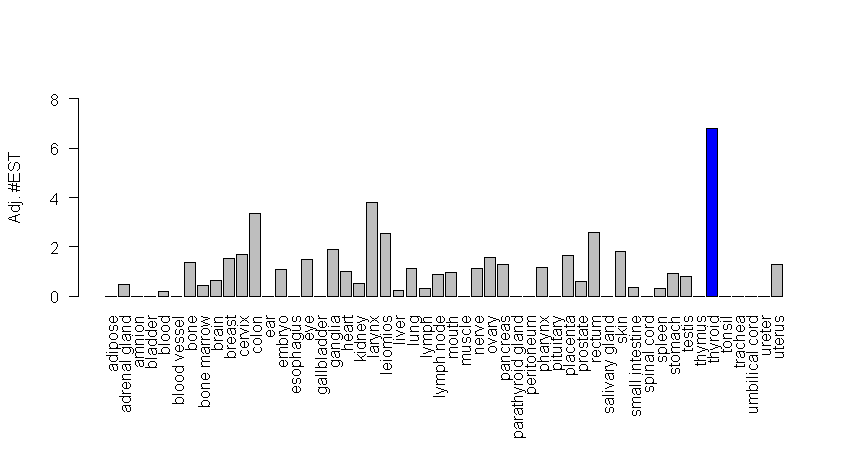 8
6
4
2
0
Adj. #EST
adipose
adrenal gland
amnion
bladder
blood
blood vessel
bone
bone marrow
brain
breast
cervix
colon
ear
embryo
esophagus
eye
gallbladder
ganglia
heart
kidney
larynx
leiomios
liver
lung
lymph
lymph node
mouth
muscle
nerve
ovary
pancreas
parathyroid gland
peritoneum
pharynx
pituitary
placenta
prostate
rectum
salivary gland
skin
small intestine
spinal cord
spleen
stomach
testis
thymus
thyroid
tonsil
trachea
umbilical cord
ureter
uterus